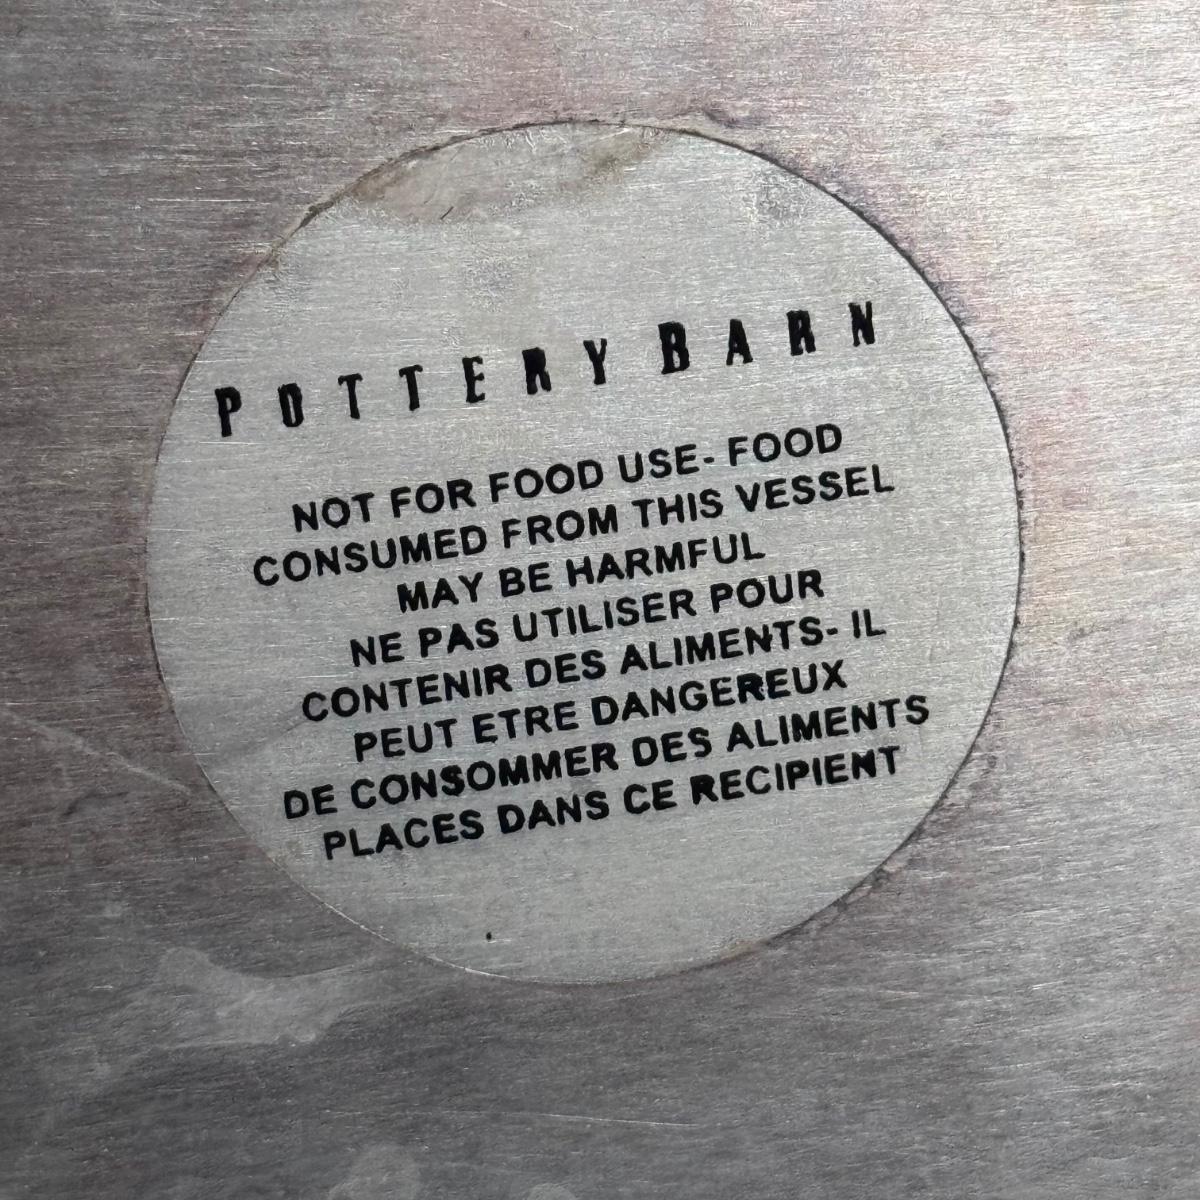 POTTERY BARN
NOT FOR FOOD USE- FOOD
CONSUMED FROM THIS VESSEL
MAY BE HARMFUL
NE PAS UTILISER POUR
CONTENIR DES ALIMENTS- IL
PEUT ETRE DANGEREUX
DE CONSOMMER DES ALIMENTS
PLACES DANS CE RECIPIENT